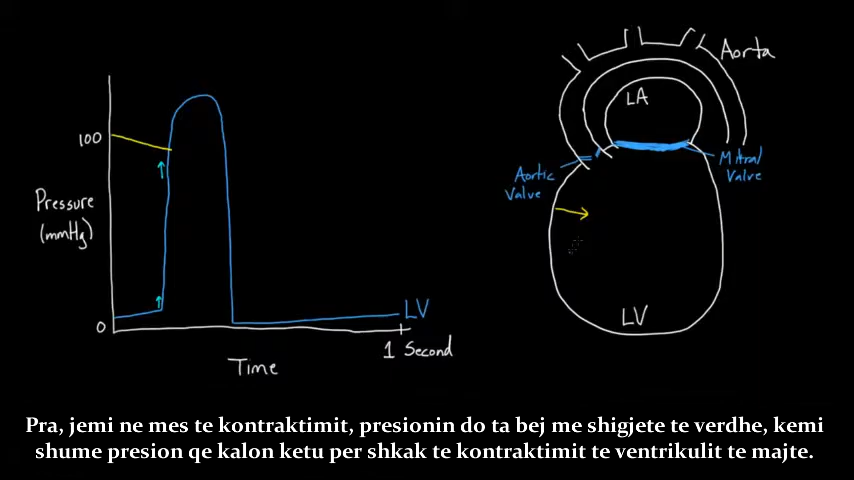 Aorta
LA
100
Aortic
Valve
Mitral
Valve
Pressure
(mmHg)
LV
LV
0
1 Second
Time
Pra, jemi ne mes te kontraktimit, presionin do ta bej me shigjete te verdhe, kemi
shume presion qe kalon ketu per shkak te kontraktimit te ventrikulit te majte.